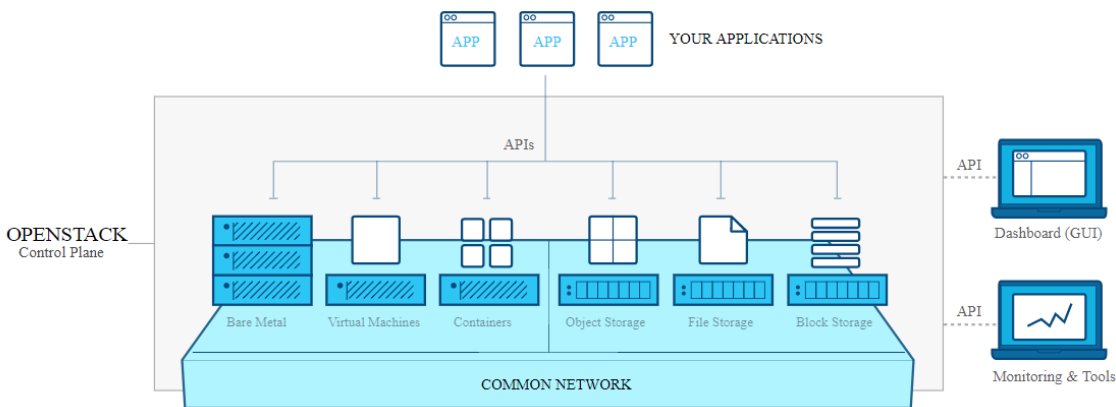 APP APP APP YOUR APPLICATIONS
APIs
API
OPENSTACK
Control Plane
Dashboard (GUI)
Bare Metal Virtual Machines Containers Object Storage File Storage Block Storage
API
Monitoring & Tools
COMMON NETWORK